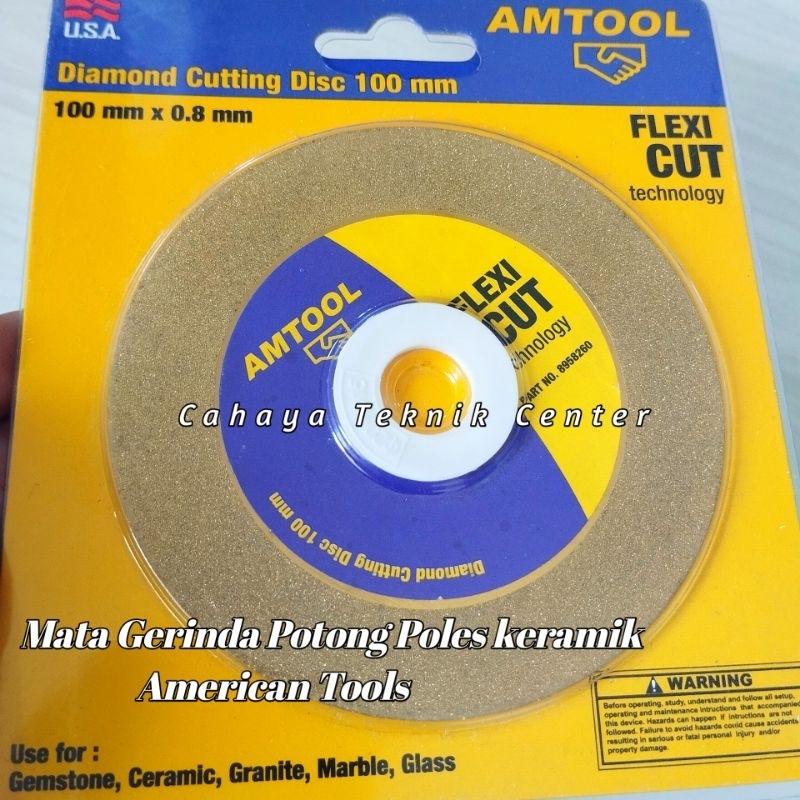 U.S.A.
AMTOOL
Diamond Cutting Disc 100 mm
100 mm x 0.8 mm
FLEXI
CUT
technology
AMTOOL
FLEXI
CUT
chnology
PART NO. 8958260
Cahaya Teknik Center
Diamond Cutting Disc 100 mm
Mata Gerinda Potong Poles keramik
American Tools
WARNING
Before operating, study, understand and follow all setup,
operating and maintenance intructions that accompanied
this device. Hazards can happen if intructions are not
followed. Failure to avoid hazards could cause accidents
resulting in serious or fatal personal injury and/or
property damage.
Use for :
Gemstone, Ceramic, Granite, Marble, Glass